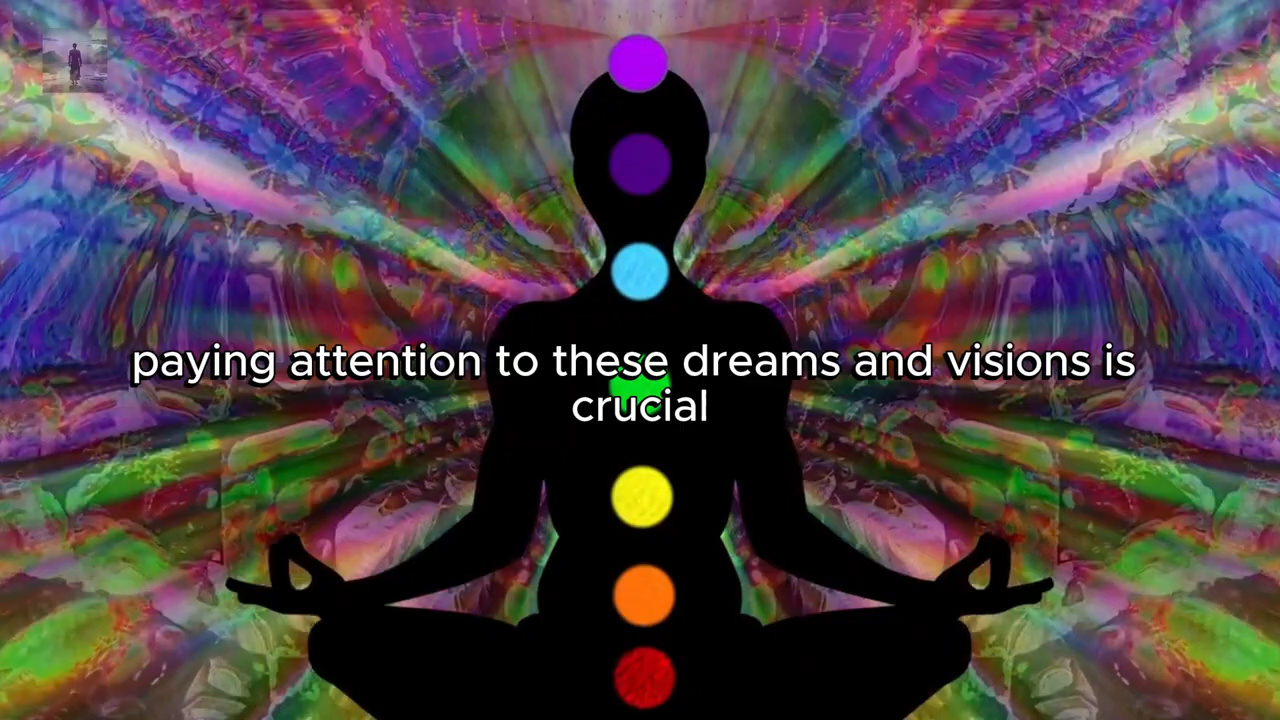 paying attention to these dreams and visions is
crucial